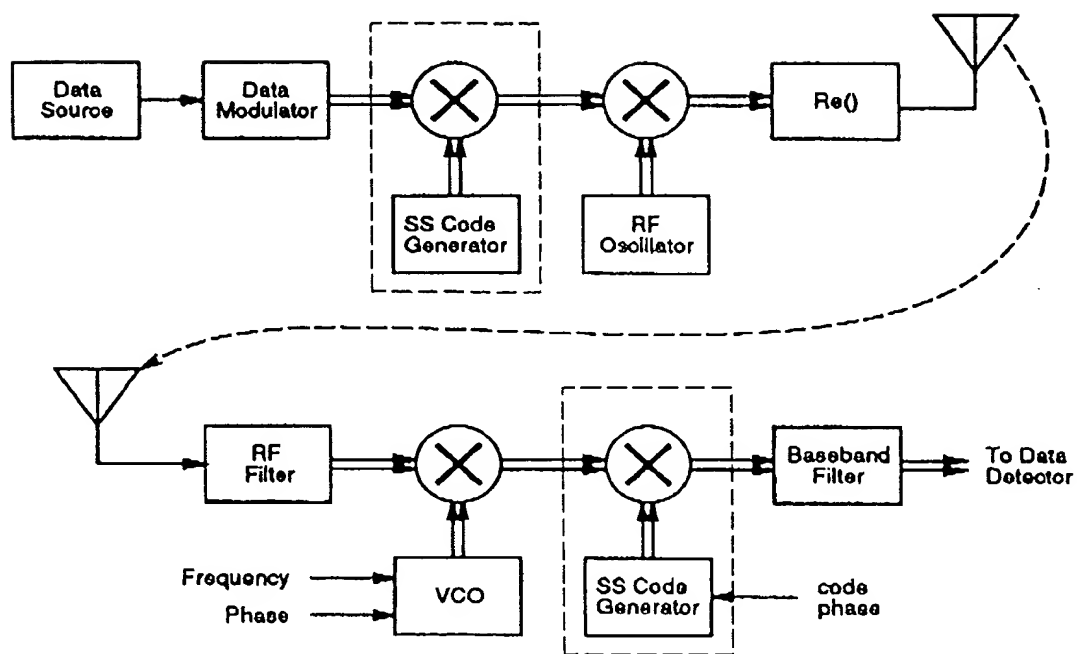 Data
Source
Data
Modulator
SS Code
Generator
RF
Oscillator
Re()
RF
Filter
Baseband
Filter
To Data
Detector
Frequency
Phase
VCO
SS Code
Generator
code
phase